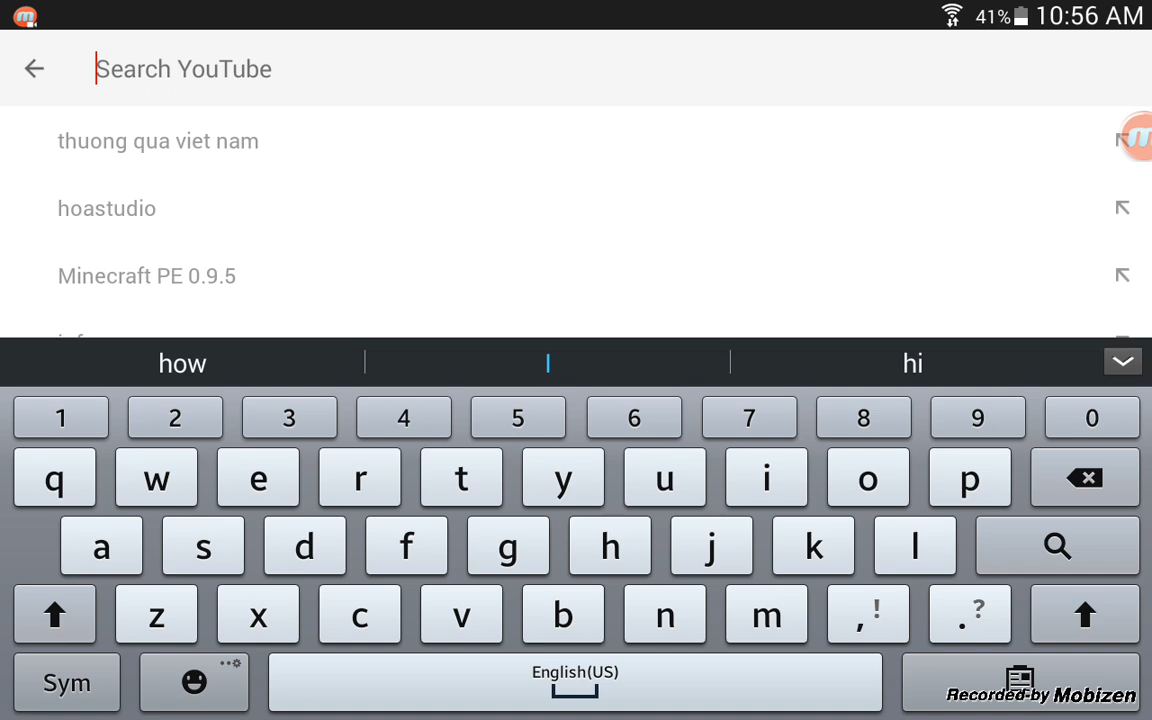 41% 10:56 AM
Search YouTube
thuong qua viet nam
hoastudio
Minecraft PE 0.9.5
how I hi
1 2 3 4 5 6 7 8 9 0
q w e r t y u i o p
a s d f g h j k l
z x c v b n m , ! . ?
Sym English(US)
Recorded by Mobizen